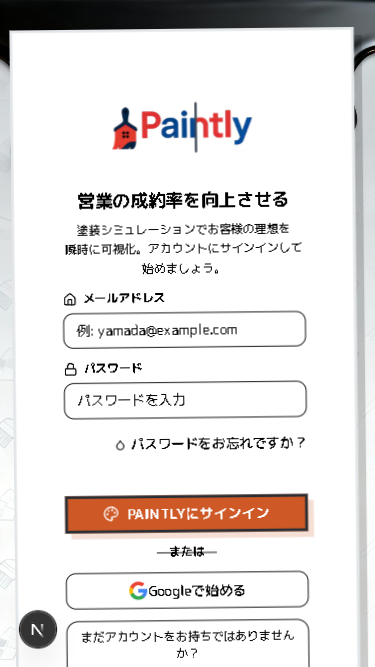 Paintly
営業の成約率を向上させる
塗装シミュレーションでお客様の理想を
瞬時に可視化。アカウントにサインインして
始めましょう。
メールアドレス
例: yamada@example.com
パスワード
パスワードを入力
パスワードをお忘れですか？
PAINTLYにサインイン
または
Googleで始める
まだアカウントをお持ちではありません
か？
N